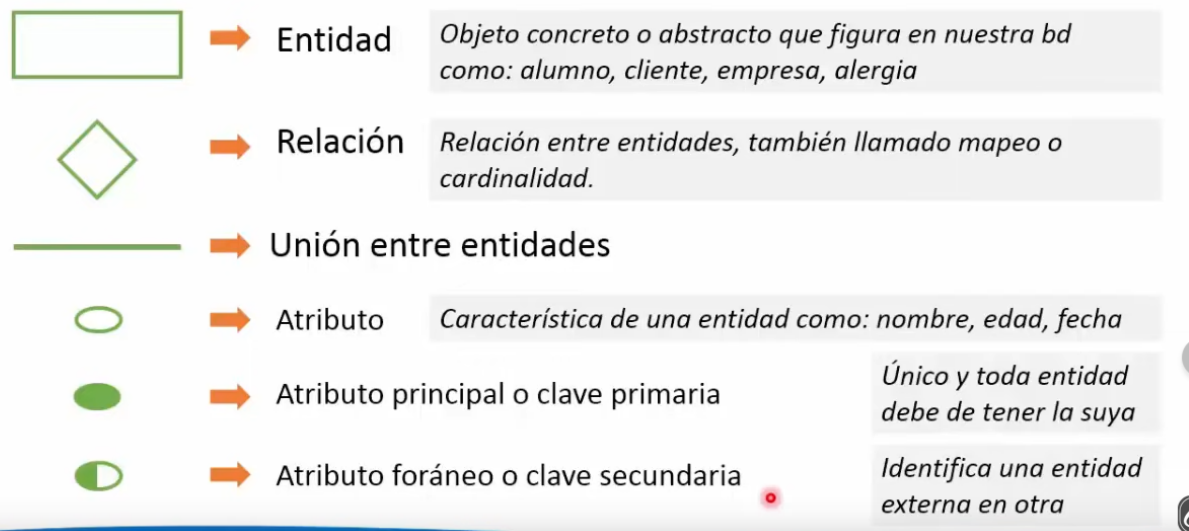 Entidad
Objeto concreto o abstracto que figura en nuestra bd
como: alumno, cliente, empresa, alergia
Relación
Relación entre entidades, también llamado mapeo o
cardinalidad.
Unión entre entidades
Atributo
Característica de una entidad como: nombre, edad, fecha
Atributo principal o clave primaria
Único y toda entidad
debe de tener la suya
Atributo foráneo o clave secundaria
Identifica una entidad
externa en otra